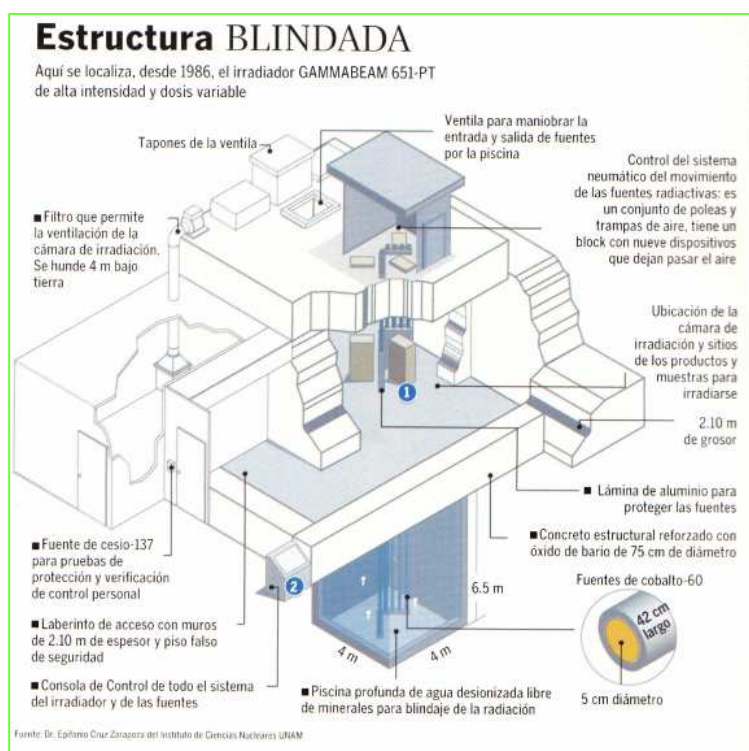 Estructura BLINDADA
Aquí se localiza, desde 1986, el irradiador GAMMABEAM 651-PT
de alta intensidad y dosis variable
Tapones de la ventila
Ventila para maniobrar la
entrada y salida de fuentes
por la piscina
Control del sistema
neumático del movimiento
de las fuentes radiactivas: es
un conjunto de poleas y
trampas de aire, tiene un
block con nueve dispositivos
que dejan pasar el aire
■ Filtro que permite
la ventilación de la
cámara de irradiación.
Se hunde 4 m bajo
tierra
Ubicación de la
cámara de
irradiación y sitios
de los productos y
muestras para
irradiarse
1
2.10 m
de grosor
■ Lámina de aluminio para
proteger las fuentes
■ Concreto estructural reforzado con
óxido de bario de 75 cm de diámetro
■ Fuente de cesio-137
para pruebas de
protección y verificación
de control personal
2
6.5 m
4 m
4 m
Fuentes de cobalto-60
42 cm
largo
5 cm diámetro
■ Laberinto de acceso con muros
de 2.10 m de espesor y piso falso
de seguridad
■ Consola de Control de todo el sistema
del irradiador y de las fuentes
■ Piscina profunda de agua desionizada libre
de minerales para blindaje de la radiación
Fuente: Dr. Epifanio Cruz Zaragoza del Instituto de Ciencias Nucleares UNAM